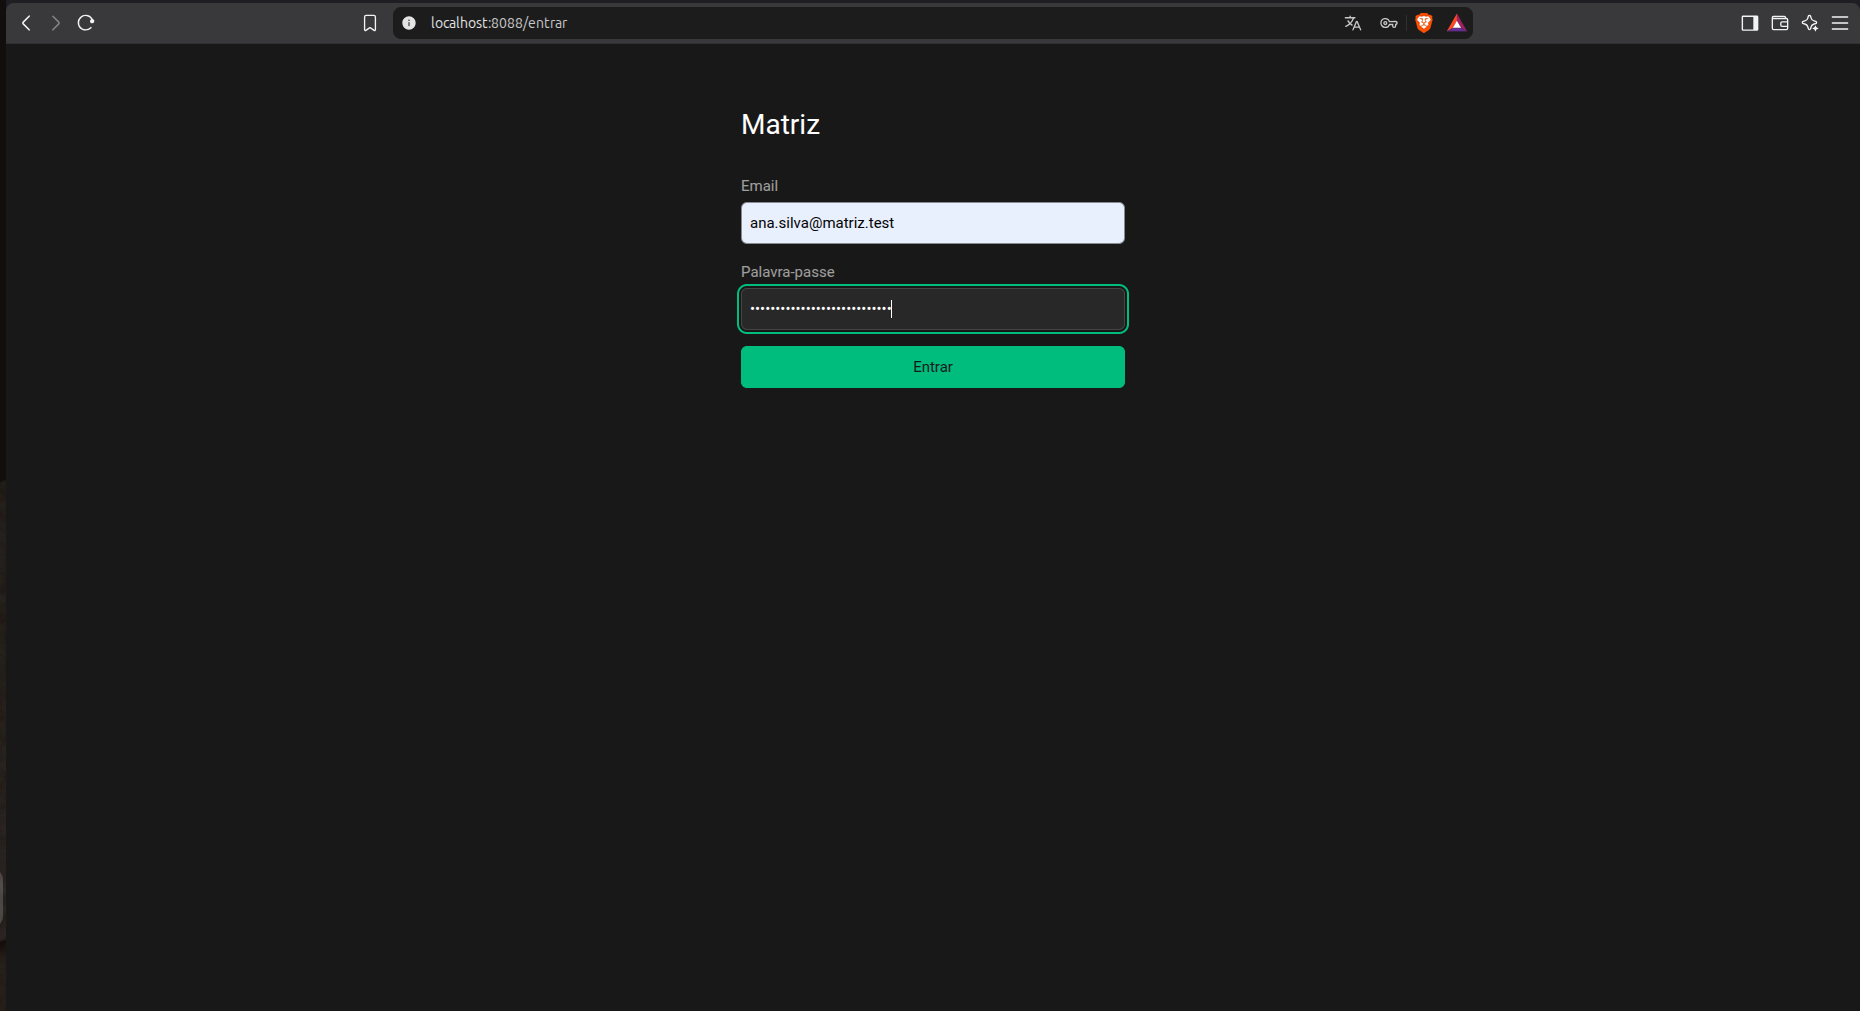 localhost:8088/entrar
Matriz
Email
ana.silva@matriz.test
Palavra-passe
••••••••••••••••••••••••••••
Entrar